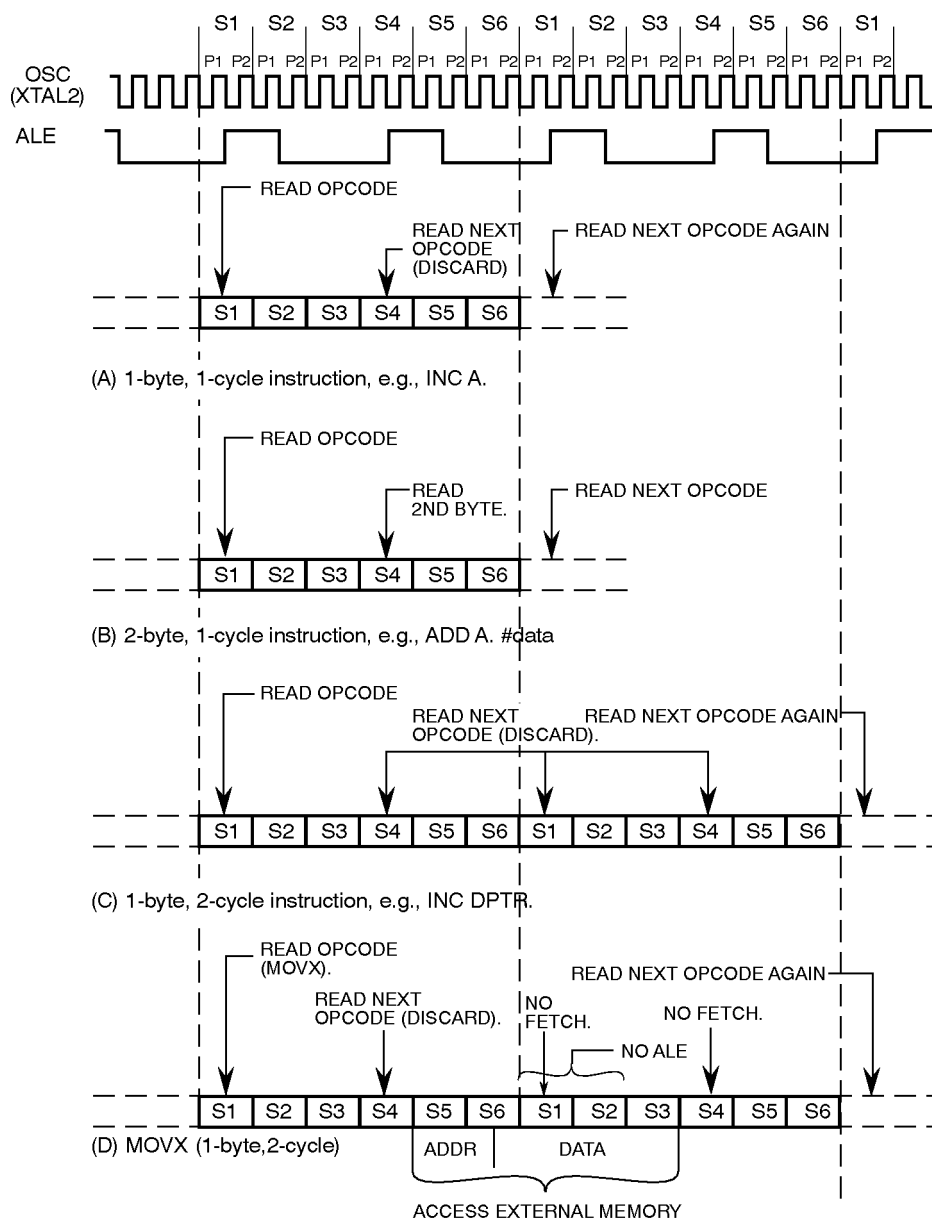 S1 S2 S3 S4 S5 S6 S1 S2 S3 S4 S5 S6 S1
P1 P2 P1 P2 P1 P2 P1 P2 P1 P2 P1 P2 P1 P2 P1 P2 P1 P2 P1 P2 P1 P2 P1 P2 P1 P2
OSC
(XTAL2)
ALE
READ OPCODE
READ NEXT
OPCODE
(DISCARD)
READ NEXT OPCODE AGAIN
S1 S2 S3 S4 S5 S6
(A) 1-byte, 1-cycle instruction, e.g., INC A.
READ OPCODE
READ
2ND BYTE.
READ NEXT OPCODE
S1 S2 S3 S4 S5 S6
(B) 2-byte, 1-cycle instruction, e.g., ADD A. #data
READ OPCODE
READ NEXT
OPCODE (DISCARD).
READ NEXT OPCODE AGAIN
S1 S2 S3 S4 S5 S6 S1 S2 S3 S4 S5 S6
(C) 1-byte, 2-cycle instruction, e.g., INC DPTR.
READ OPCODE
(MOVX).
READ NEXT
OPCODE (DISCARD).
NO
FETCH.
NO FETCH.
READ NEXT OPCODE AGAIN
NO ALE
S1 S2 S3 S4 S5 S6 S1 S2 S3 S4 S5 S6
(D) MOVX (1-byte,2-cycle)
ADDR DATA
ACCESS EXTERNAL MEMORY